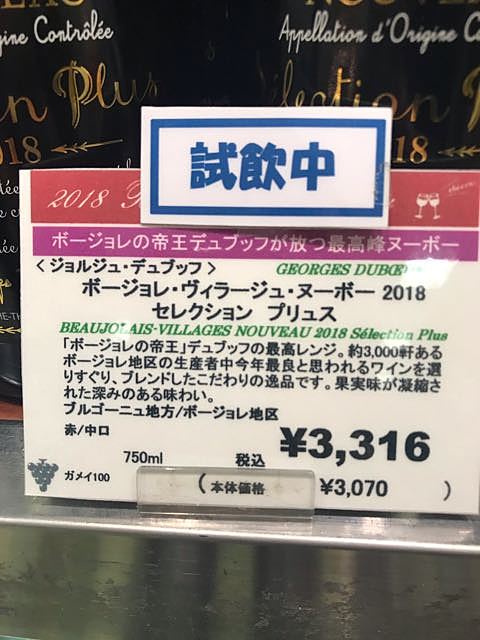 gine Contrôlée
Appellation d'Origine Co
Plus
Sélection Plus
2018
試飲中
2018
ボージョレの帝王デュブッフが放つ最高峰ヌーボー
<ジョルジュ・デュブッフ> GEORGES DUBŒ
ボージョレ・ヴィラージュ・ヌーボー 2018
セレクション プリュス
BEAUJOLAIS-VILLAGES NOUVEAU 2018 Sélection Plus
「ボージョレの帝王」デュブッフの最高レンジ。約3,000軒ある
ボージョレ地区の生産者中今年最良と思われるワインを選
りすぐり、ブレンドしたこだわりの逸品です。果実味が凝縮さ
れた深みのある味わい。
ブルゴーニュ地方/ボージョレ地区
赤/中口
¥3,316
750ml 税込
ガメイ100 (本体価格 ¥3,070 )